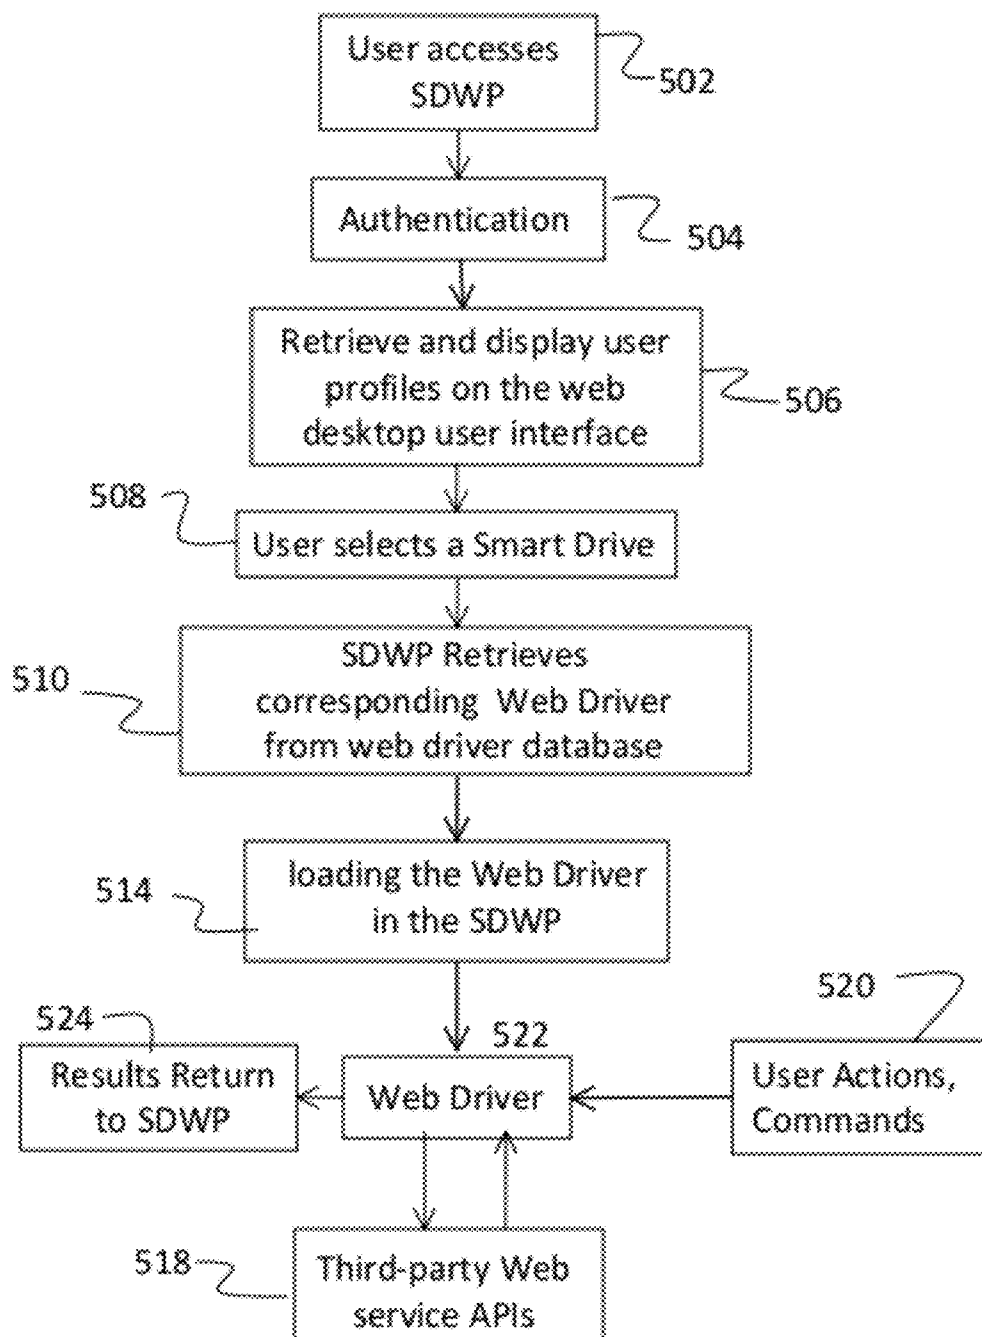 User accesses
SDWP
502
Authentication
504
Retrieve and display user
profiles on the web
desktop user interface
506
508
User selects a Smart Drive
510
SDWP Retrieves
corresponding Web Driver
from web driver database
514
loading the Web Driver
in the SDWP
520
524
522
Results Return
to SDWP
Web Driver
User Actions,
Commands
518
Third-party Web
service APIs